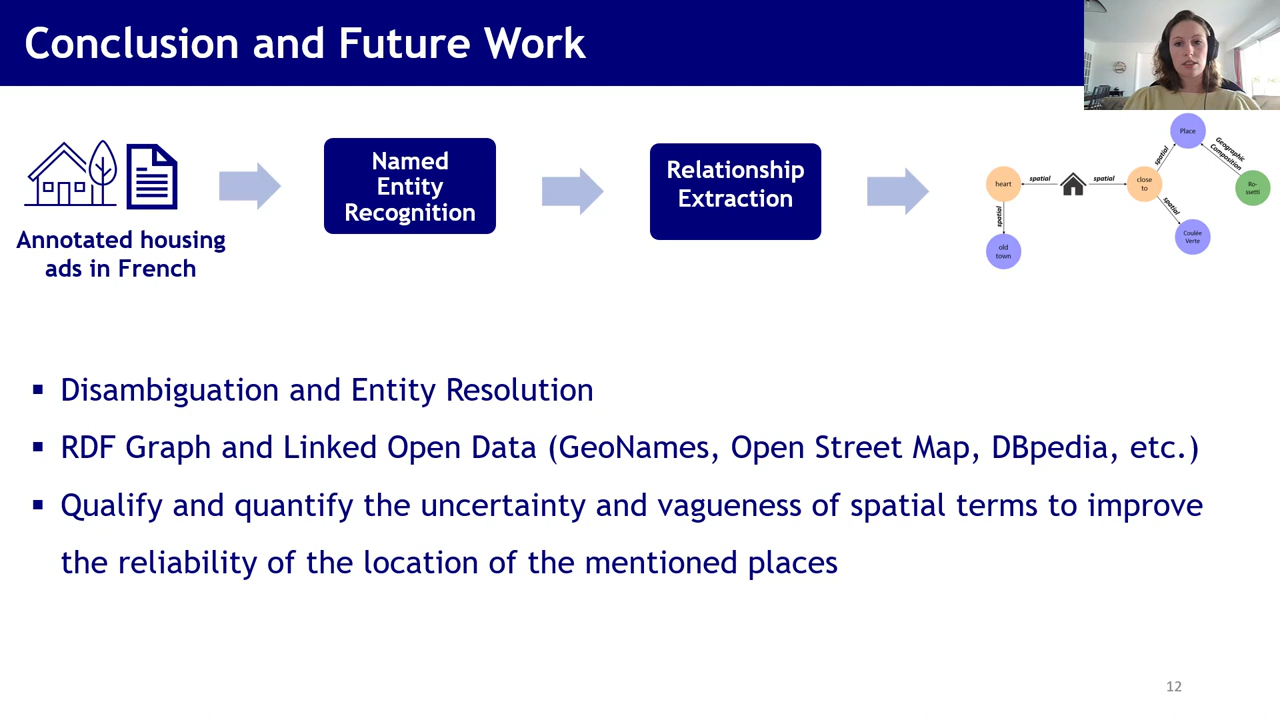 Conclusion and Future Work
Annotated housing
ads in French
Named
Entity
Recognition
Relationship
Extraction
Place
spatial
Geographic
Composition
heart
spatial
spatial
close
to
Ro-
ssetti
spatial
spatial
old
town
Coulée
Verte
▪ Disambiguation and Entity Resolution
▪ RDF Graph and Linked Open Data (GeoNames, Open Street Map, DBpedia, etc.)
▪ Qualify and quantify the uncertainty and vagueness of spatial terms to improve
the reliability of the location of the mentioned places
12